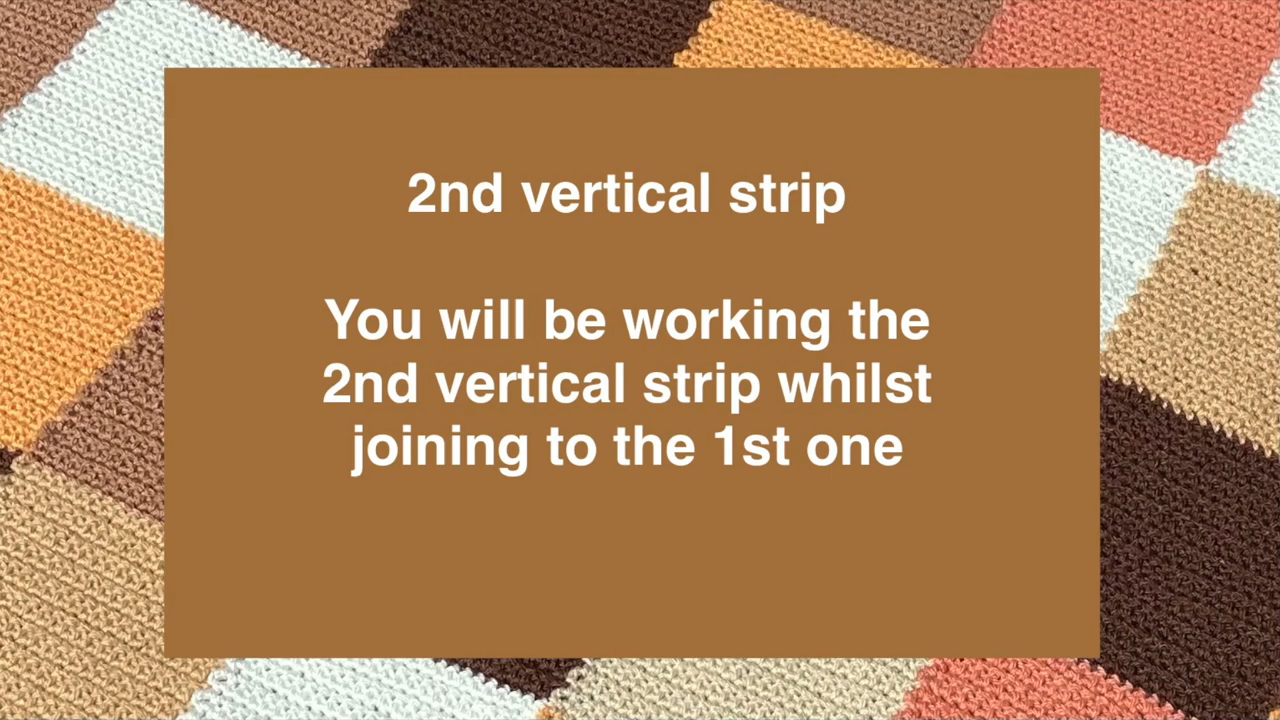 2nd vertical strip
You will be working the
2nd vertical strip whilst
joining to the 1st one